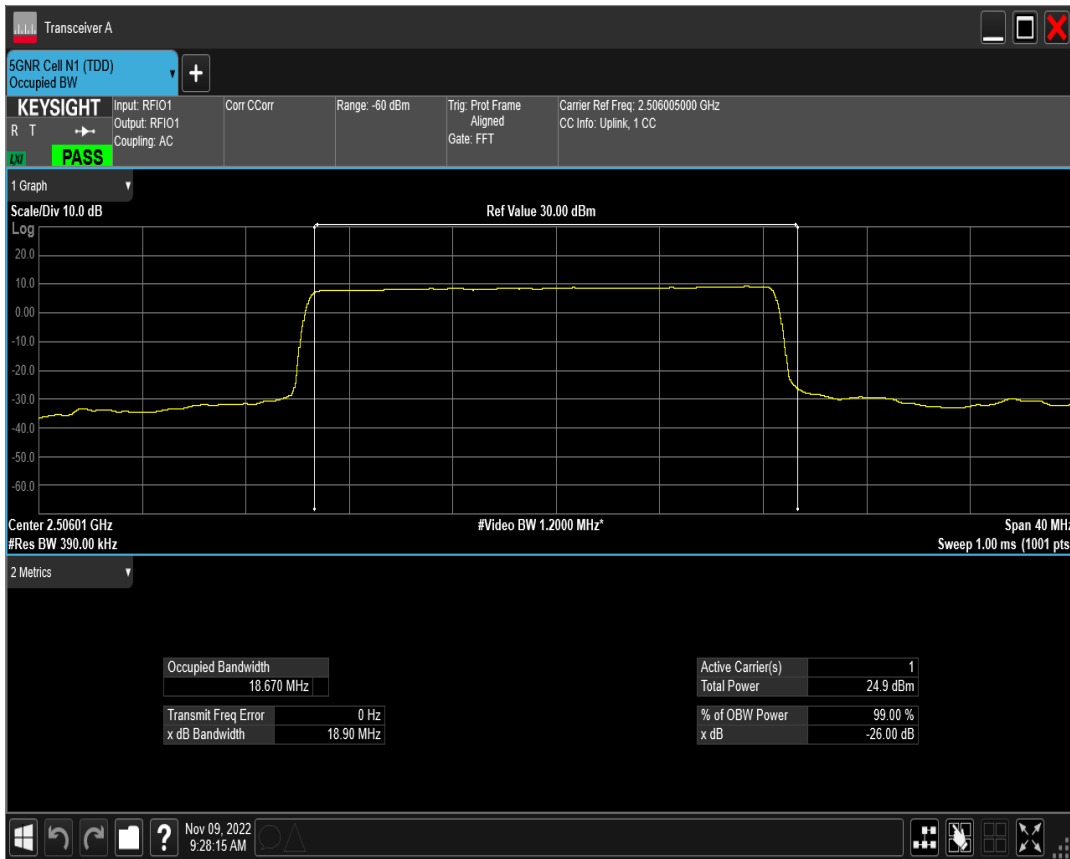 Transceiver A
5GNR Cell N1 (TDD)
Occupied BW
+
KEYSIGHT
R T
LXI
PASS
Input: RFIO1
Output: RFIO1
Coupling: AC
Corr CCorr
Range: -60 dBm
Trig: Prot Frame
Aligned
Gate: FFT
Carrier Ref Freq: 2.506005000 GHz
CC Info: Uplink, 1 CC
1 Graph
Scale/Div 10.0 dB
Ref Value 30.00 dBm
Log
20.0
10.0
0.00
-10.0
-20.0
-30.0
-40.0
-50.0
-60.0
Center 2.50601 GHz
#Video BW 1.2000 MHz*
Span 40 MHz
#Res BW 390.00 kHz
Sweep 1.00 ms (1001 pts
2 Metrics
Occupied Bandwidth
18.670 MHz
Transmit Freq Error 0 Hz
x dB Bandwidth 18.90 MHz
Active Carrier(s) 1
Total Power 24.9 dBm
% of OBW Power 99.00 %
x dB -26.00 dB
?
Nov 09, 2022
9:28:15 AM